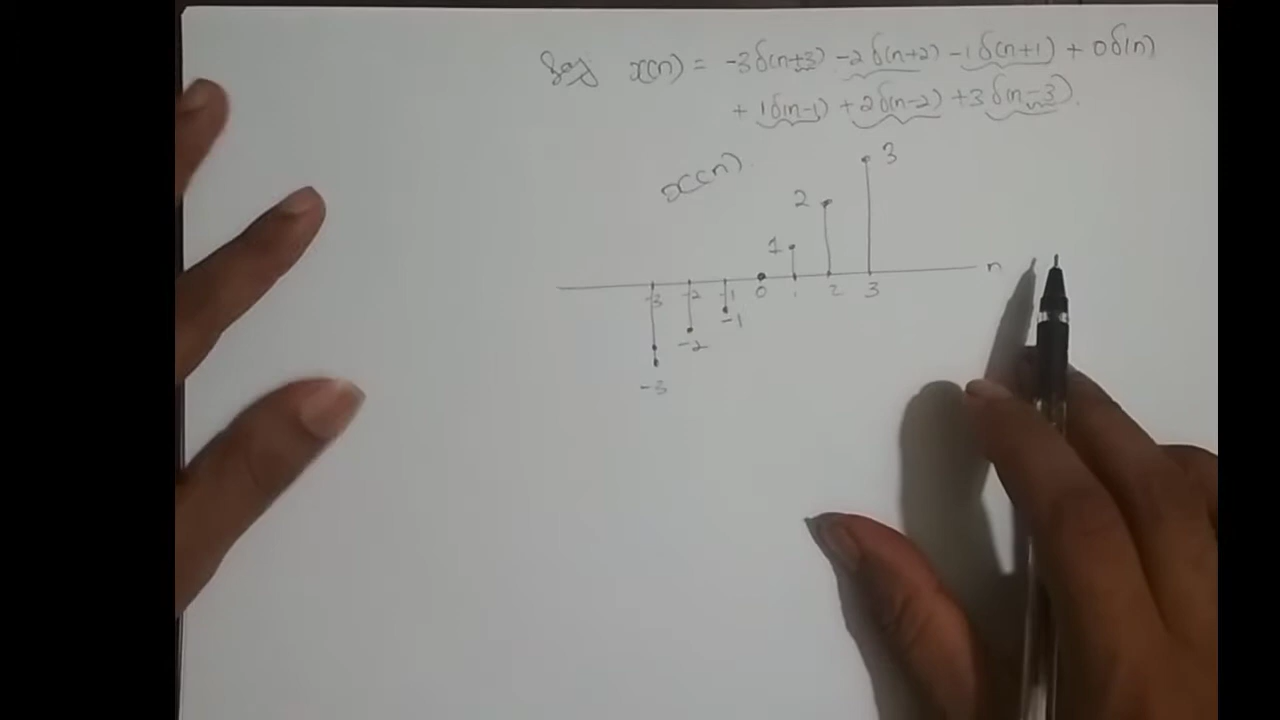 Say x(n) = -3δ(n+3) -2δ(n+2) -1δ(n+1) + 0δ(n)
+ 1δ(n-1) + 2δ(n-2) +3δ(n-3).
x(n)
3
2
1
n
-3 -2 -1 0 1 2 3
-1
-2
-3